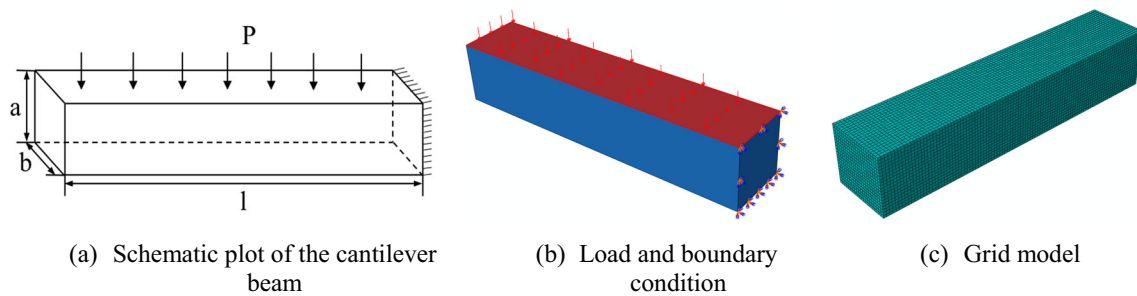 P
a
b
l
(a) Schematic plot of the cantilever
beam
(b) Load and boundary
condition
(c) Grid model